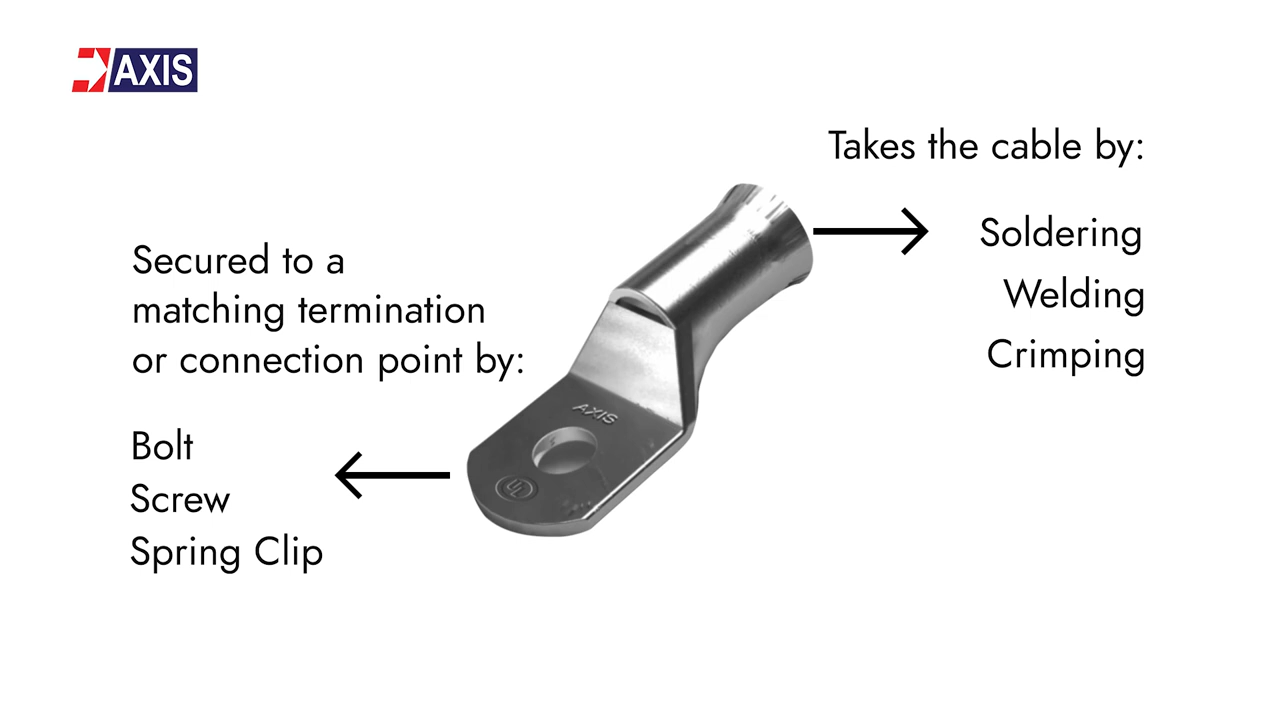 AXIS
Takes the cable by:
Soldering
Welding
Crimping
Secured to a
matching termination
or connection point by:
Bolt
Screw
Spring Clip
AXIS
UL